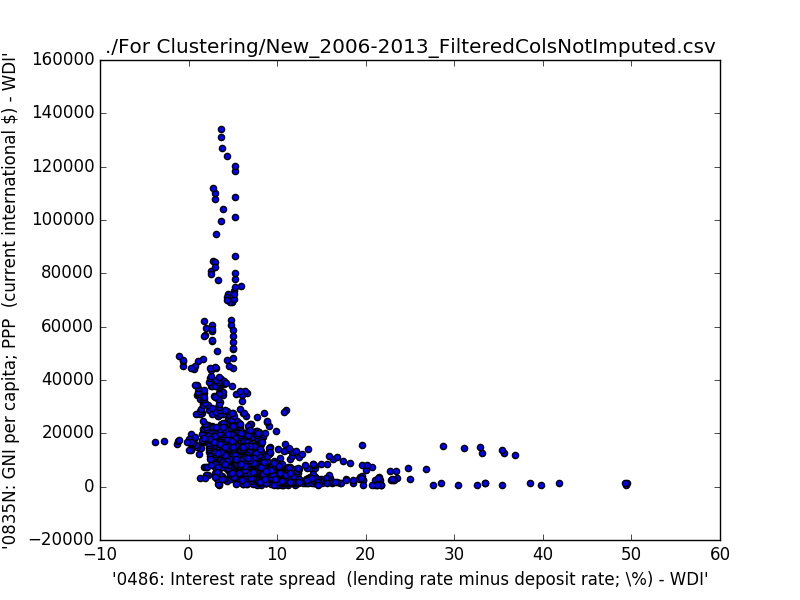 ./For Clustering/New_2006-2013_FilteredColsNotImputed.csv
160000
140000
120000
100000
80000
60000
40000
20000
0
−20000
'0835N: GNI per capita; PPP  (current international $) - WDI'
−10 0 10 20 30 40 50 60
'0486: Interest rate spread  (lending rate minus deposit rate; \%) - WDI'